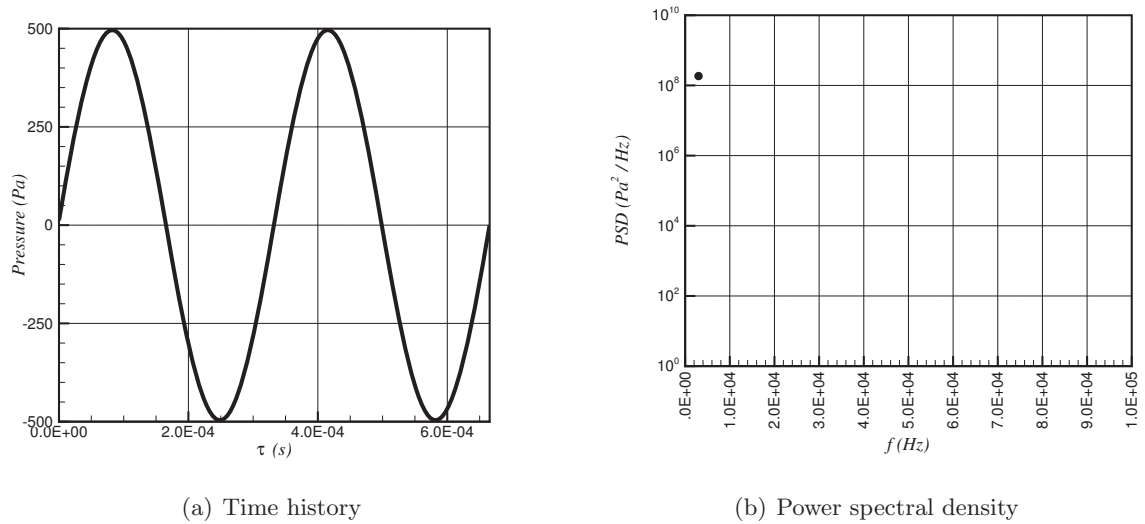 500
250
0
-250
-500
Pressure (Pa)
0.0E-00
2.0E-04
4.0E-04
6.0E-04
τ (s)
(a) Time history
10^10
10^8
10^6
10^4
10^2
10^0
PSD (Pa^2 / Hz)
.0E+00
1.0E+04
2.0E+04
3.0E+04
4.0E+04
5.0E+04
6.0E+04
7.0E+04
8.0E+04
9.0E+04
1.0E+05
f (Hz)
(b) Power spectral density